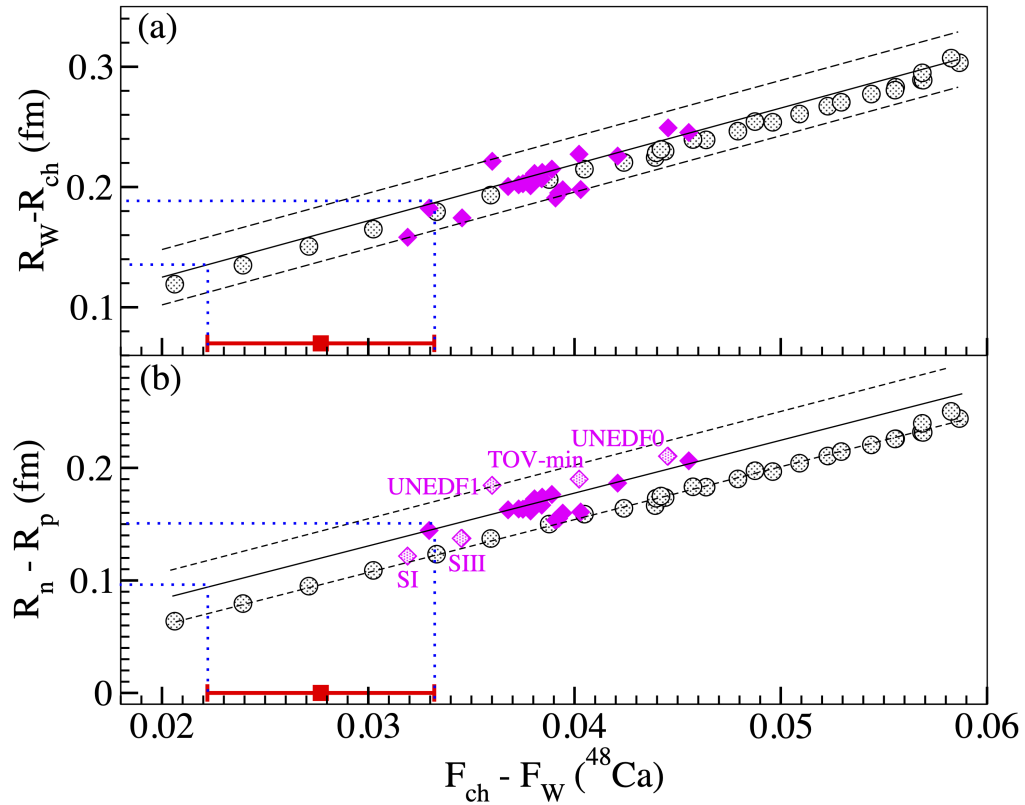 (a)
0.3
0.2
0.1
R_W-R_ch (fm)
(b)
UNEDF0
TOV-min
UNEDF1
SIII
SI
0.2
0.1
0
R_n - R_p (fm)
0.02 0.03 0.04 0.05 0.06
F_ch - F_W (^48Ca)